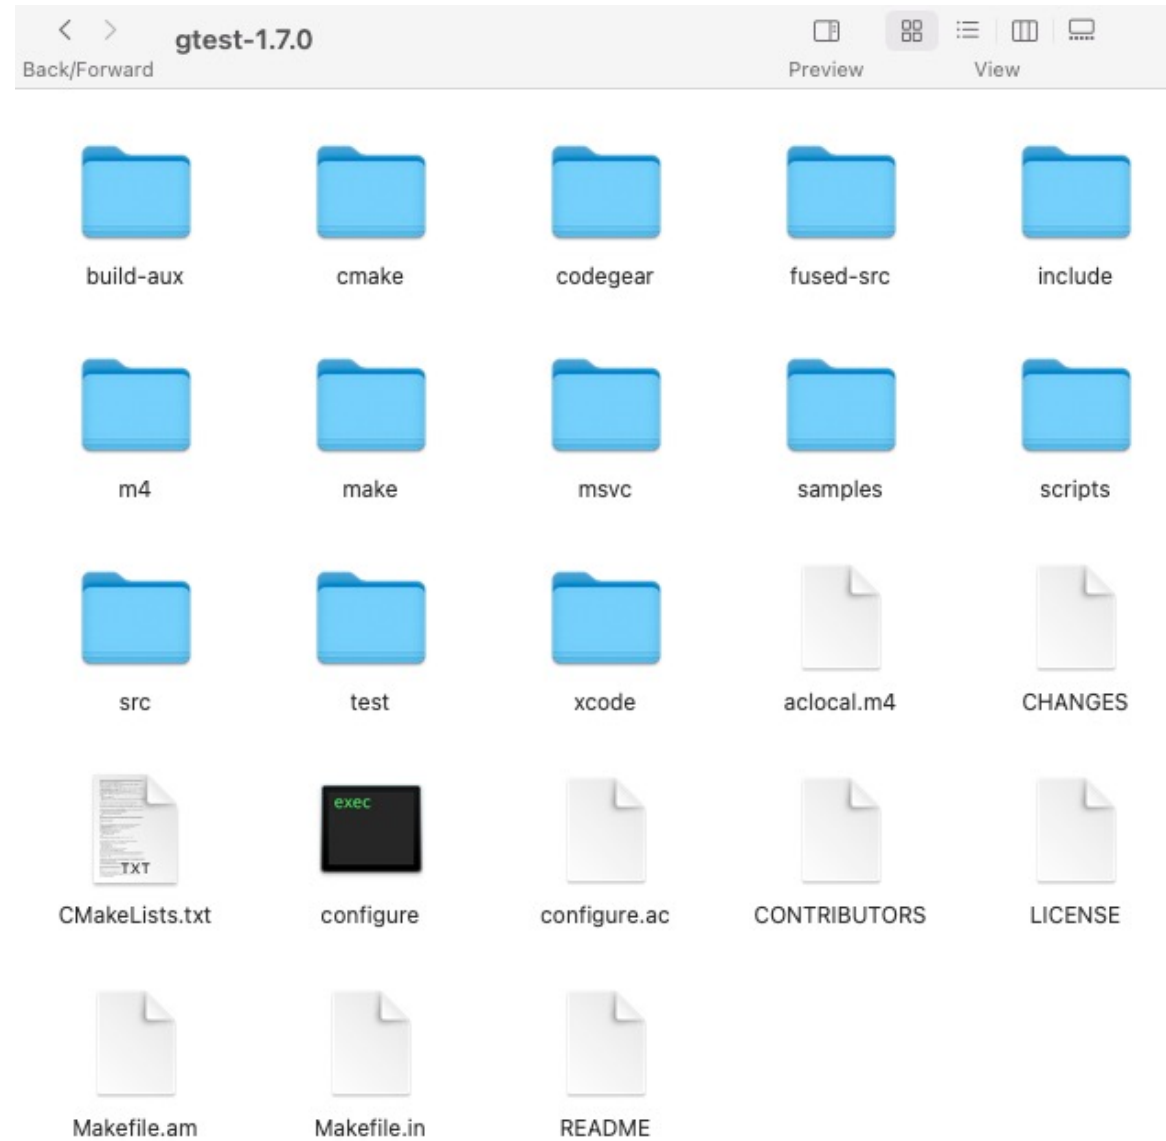 gtest-1.7.0
Back/Forward
Preview
View
build-aux
cmake
codegear
fused-src
include
m4
make
msvc
samples
scripts
src
test
xcode
aclocal.m4
CHANGES
TXT
exec
CMakeLists.txt
configure
configure.ac
CONTRIBUTORS
LICENSE
Makefile.am
Makefile.in
README